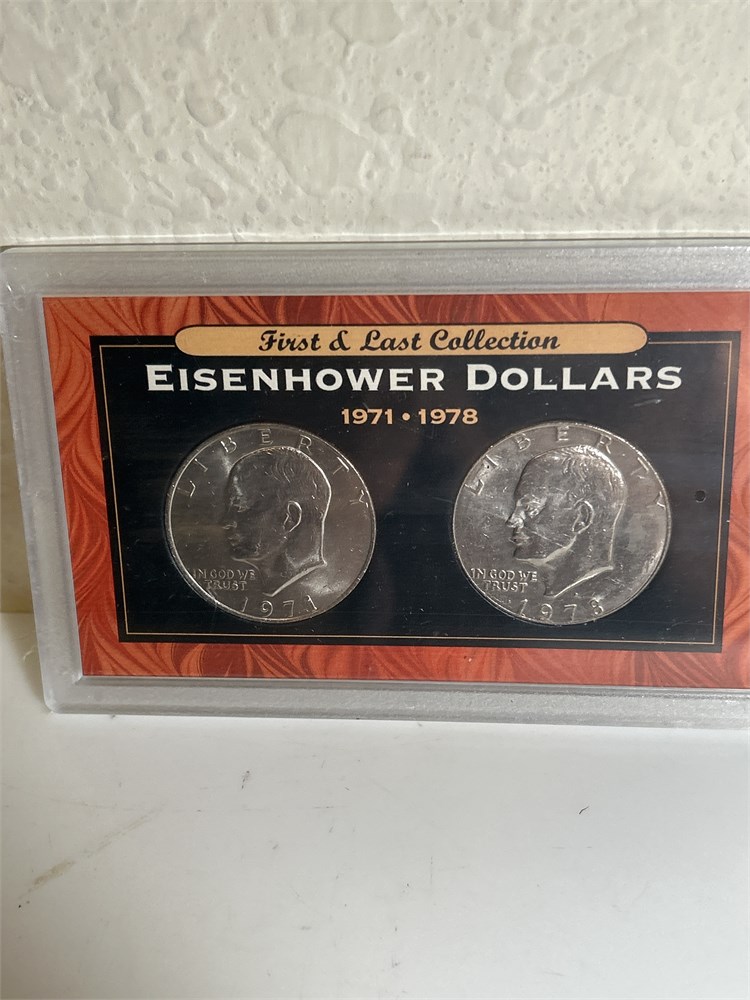 First & Last Collection
EISENHOWER DOLLARS
1971 • 1978
LIBERTY
IN GOD WE
TRUST
1971
LIBERTY
IN GOD WE
TRUST
1978